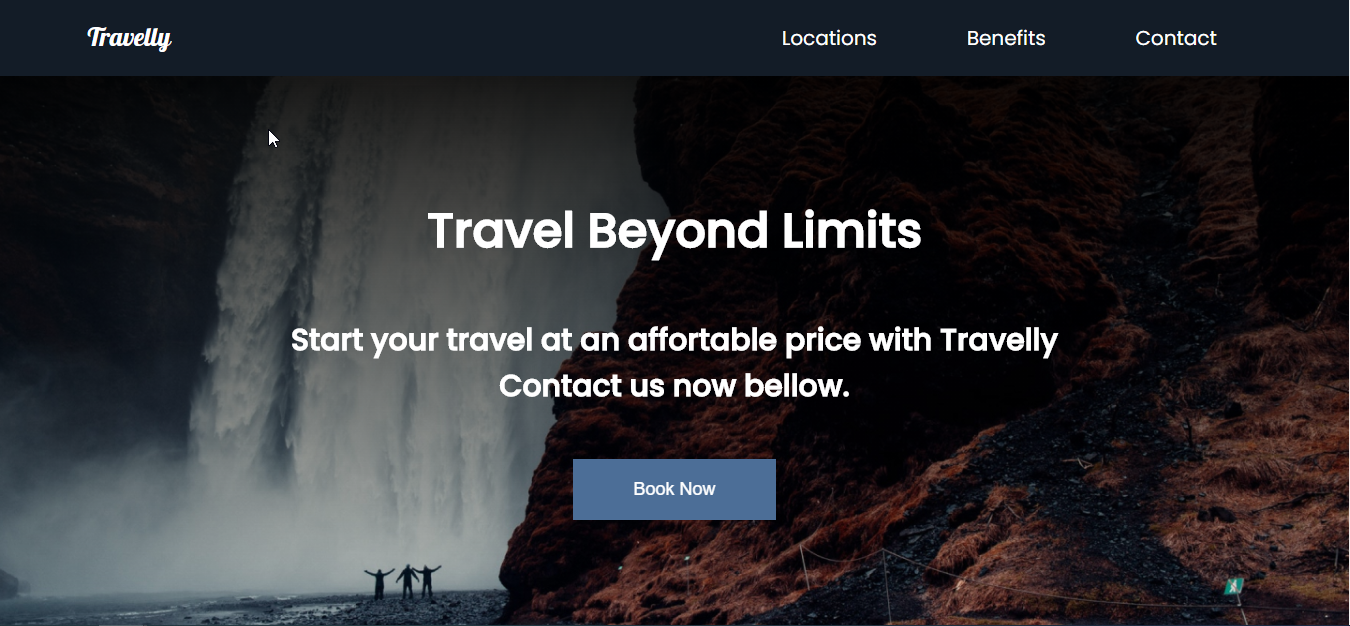 Travelly
Locations
Benefits
Contact
Travel Beyond Limits
Start your travel at an affortable price with Travelly
Contact us now bellow.
Book Now